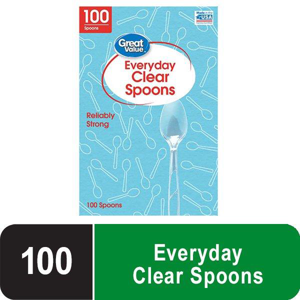 100
Spoons
Great
Value
Everyday
Clear
Spoons
Reliably
Strong
100 Spoons
100
Everyday
Clear Spoons